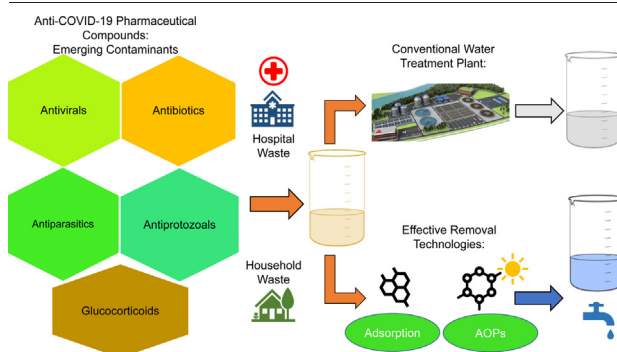 Anti-COVID-19 Pharmaceutical
Compounds:
Emerging Contaminants
Antivirals
Antibiotics
Antiparasitics
Antiprotozoals
Glucocorticoids
Hospital
Waste
Household
Waste
Conventional Water
Treatment Plant:
Effective Removal
Technologies:
Adsorption
AOPs